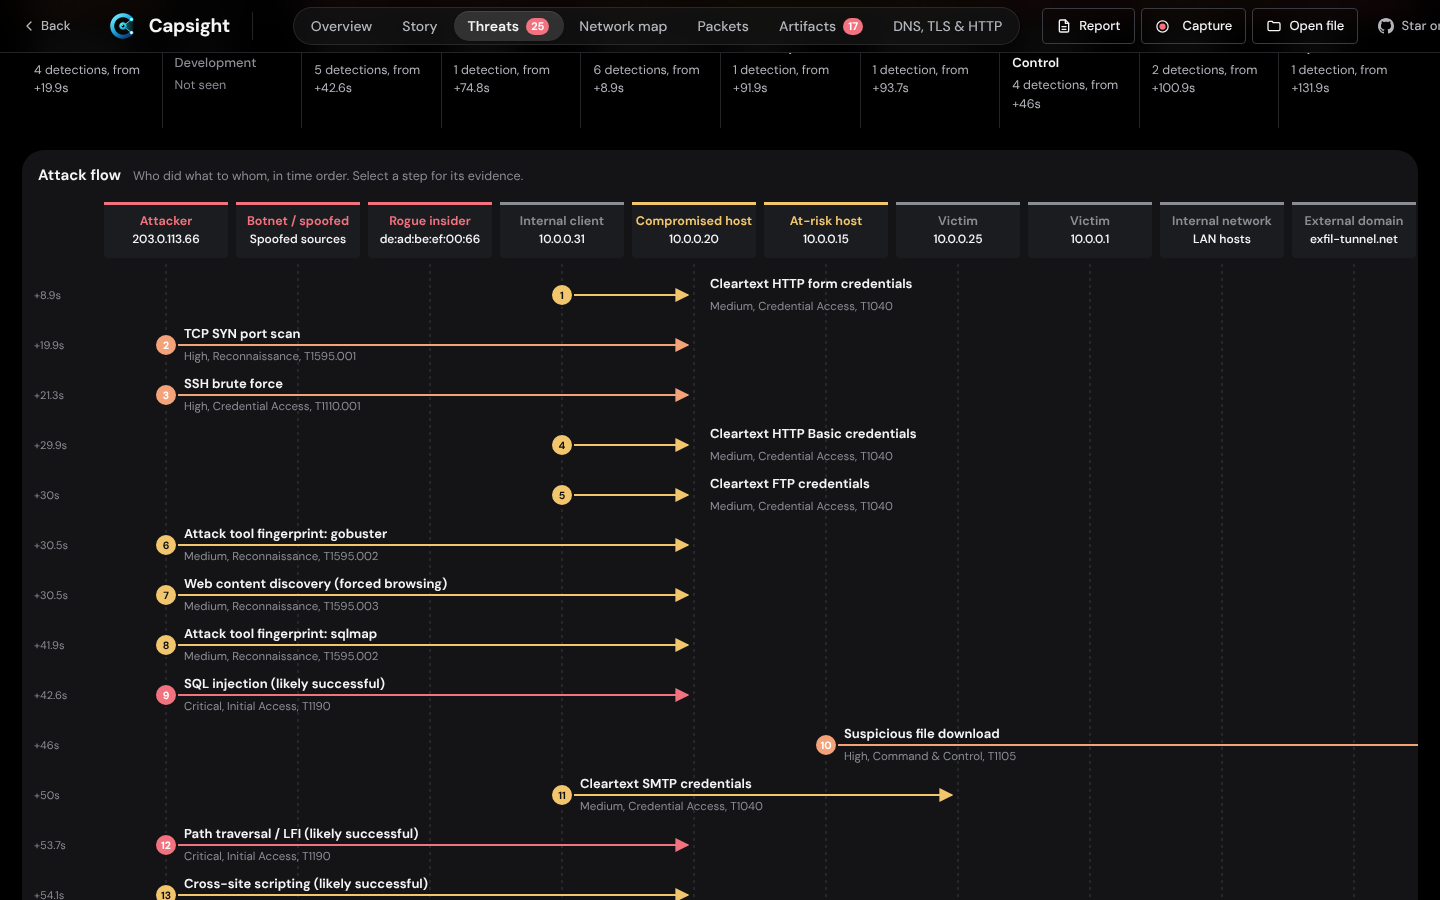 Back
Capsight
Overview
Story
Threats 25
Network map
Packets
Artifacts 17
DNS, TLS & HTTP
Report
Capture
Open file
4 detections, from
+19.9s
Development
Not seen
5 detections, from
+42.6s
1 detection, from
+74.8s
6 detections, from
+8.9s
1 detection, from
+91.9s
1 detection, from
+93.7s
Control
4 detections, from
+46s
2 detections, from
+100.9s
1 detection, from
+131.9s
Attack flow Who did what to whom, in time order. Select a step for its evidence.
Attacker
203.0.113.66
Botnet / spoofed
Spoofed sources
Rogue insider
de:ad:be:ef:00:66
Internal client
10.0.0.31
Compromised host
10.0.0.20
At-risk host
10.0.0.15
Victim
10.0.0.25
Victim
10.0.0.1
Internal network
LAN hosts
External domain
exfil-tunnel.net
+8.9s
1
Cleartext HTTP form credentials
Medium, Credential Access, T1040
+19.9s
2
TCP SYN port scan
High, Reconnaissance, T1595.001
+21.3s
3
SSH brute force
High, Credential Access, T1110.001
+29.9s
4
Cleartext HTTP Basic credentials
Medium, Credential Access, T1040
+30s
5
Cleartext FTP credentials
Medium, Credential Access, T1040
+30.5s
6
Attack tool fingerprint: gobuster
Medium, Reconnaissance, T1595.002
+30.5s
7
Web content discovery (forced browsing)
Medium, Reconnaissance, T1595.003
+41.9s
8
Attack tool fingerprint: sqlmap
Medium, Reconnaissance, T1595.002
+42.6s
9
SQL injection (likely successful)
Critical, Initial Access, T1190
+46s
10
Suspicious file download
High, Command & Control, T1105
+50s
11
Cleartext SMTP credentials
Medium, Credential Access, T1040
+53.7s
12
Path traversal / LFI (likely successful)
Critical, Initial Access, T1190
+54.1s
13
Cross-site scripting (likely successful)